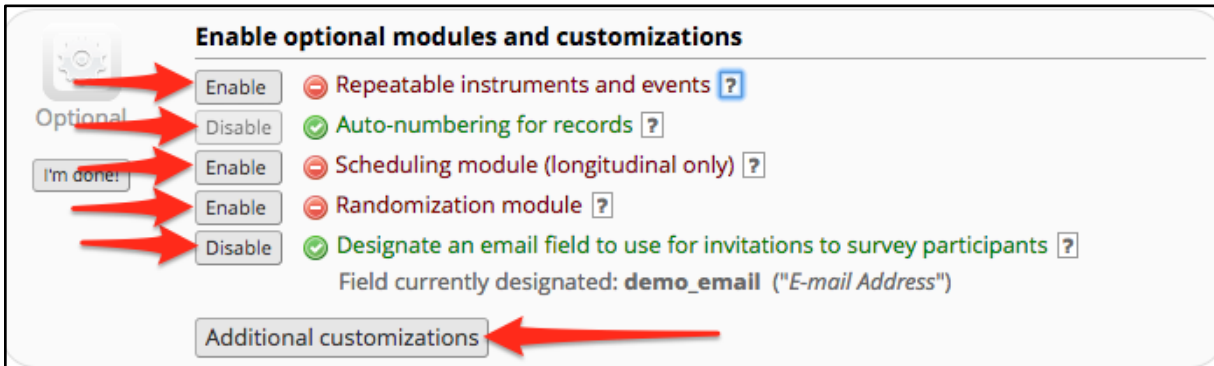 Enable optional modules and customizations
Enable Repeatable instruments and events ?
Optional
Disable Auto-numbering for records ?
I'm done!
Enable Scheduling module (longitudinal only) ?
Enable Randomization module ?
Disable Designate an email field to use for invitations to survey participants ?
Field currently designated: demo_email ("E-mail Address")
Additional customizations